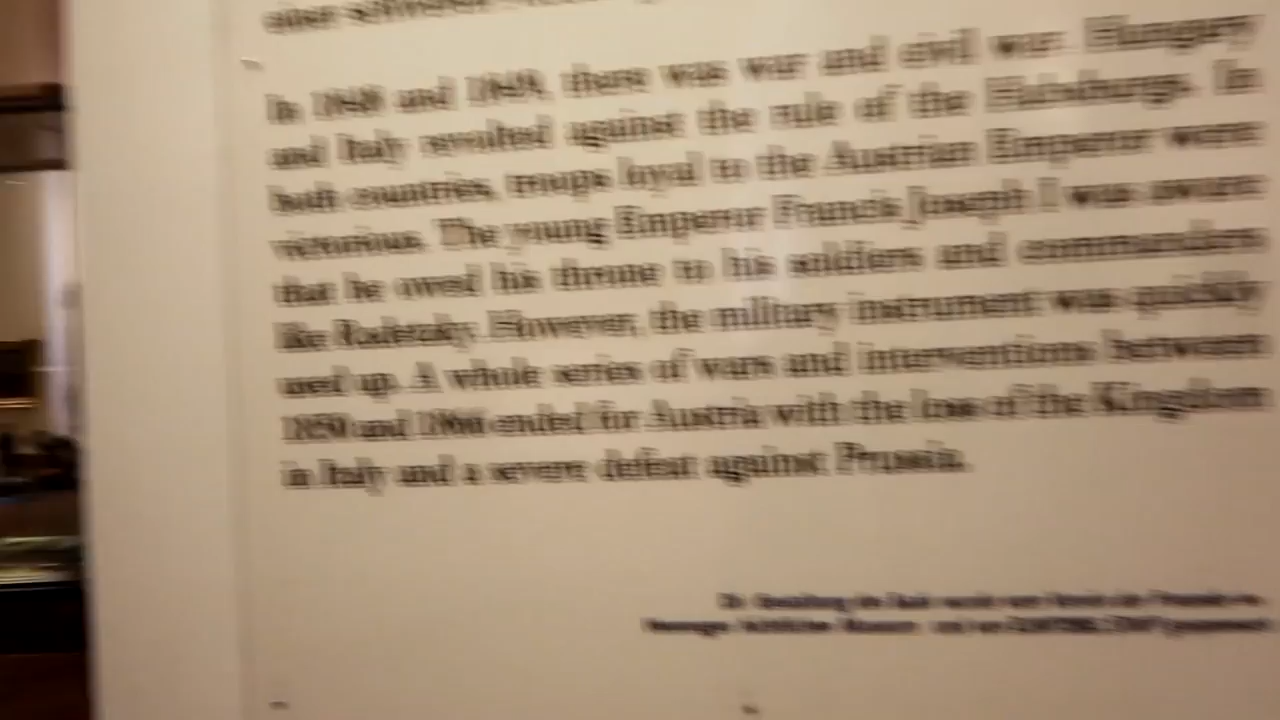 einer schweren
In 1848 and 1849, there was war and civil war: Hungary
and Italy revolted against the rule of the Habsburgs. In
both countries, troops loyal to the Austrian Emperor were
victorious. The young Emperor Francis Joseph I was aware
that he owed his throne to his soldiers and commanders
like Radetzky. However, the military instrument was quickly
used up. A whole series of wars and interventions between
1850 and 1866 ended for Austria with the loss of the Kingdom
in Italy and a severe defeat against Prussia.